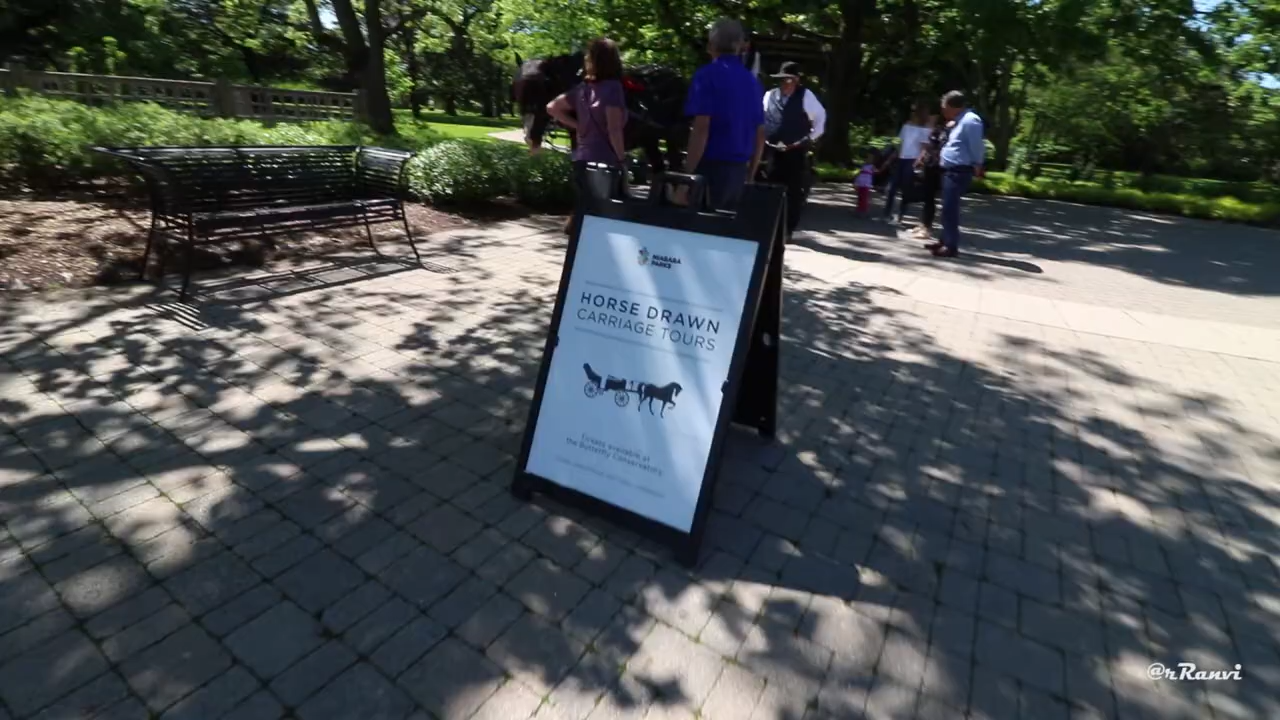 NIAGARA
PARKS
HORSE DRAWN
CARRIAGE TOURS
Tickets available at
the Butterfly Conservatory
@rRanvi